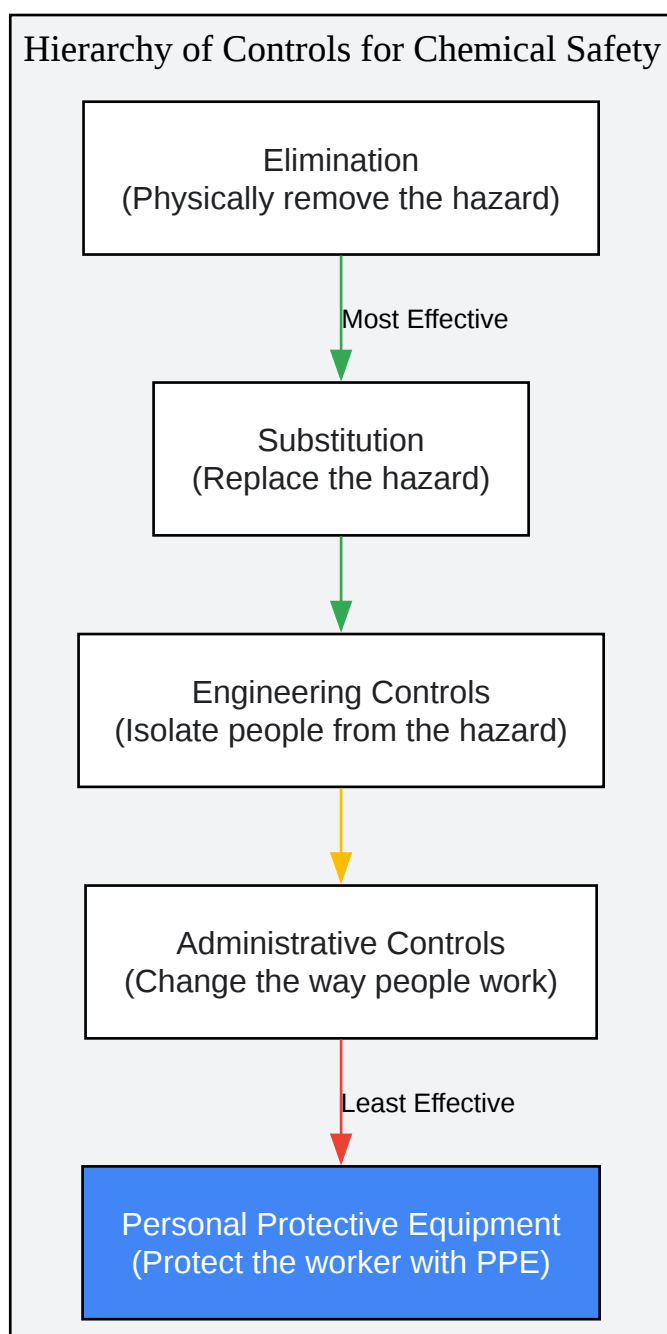 Hierarchy of Controls for Chemical Safety
Elimination
(Physically remove the hazard)
Most Effective
Substitution
(Replace the hazard)
Engineering Controls
(Isolate people from the hazard)
Administrative Controls
(Change the way people work)
Least Effective
Personal Protective Equipment
(Protect the worker with PPE)